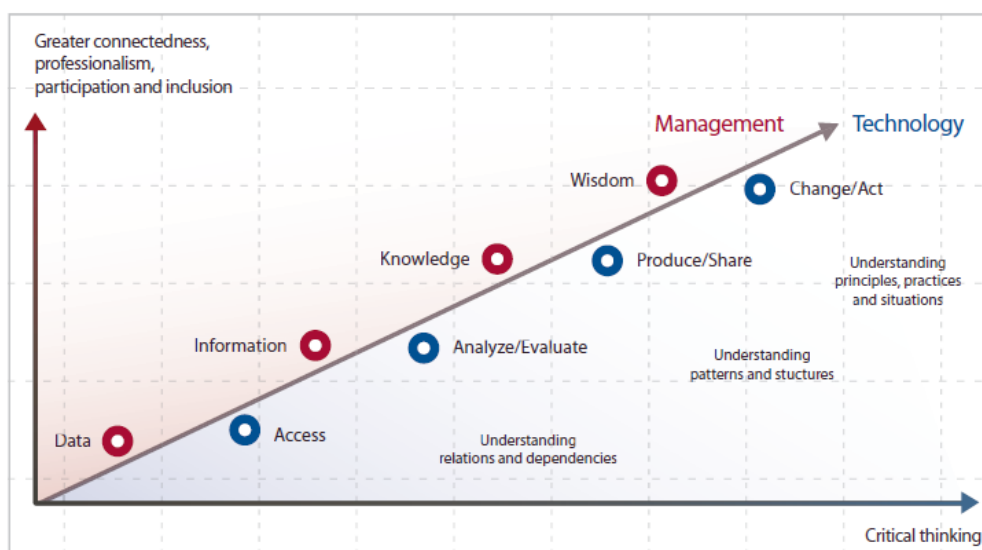 Greater connectedness,
professionalism,
participation and inclusion
Management
Technology
Wisdom
Change/Act
Knowledge
Produce/Share
Understanding
principles, practices
and situations
Information
Analyze/Evaluate
Understanding
patterns and stuctures
Data
Access
Understanding
relations and dependencies
Critical thinking